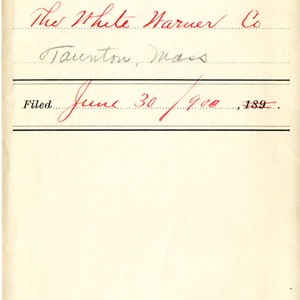 The White Warner Co
Taunton, Mass
Filed June 30 1900, 189